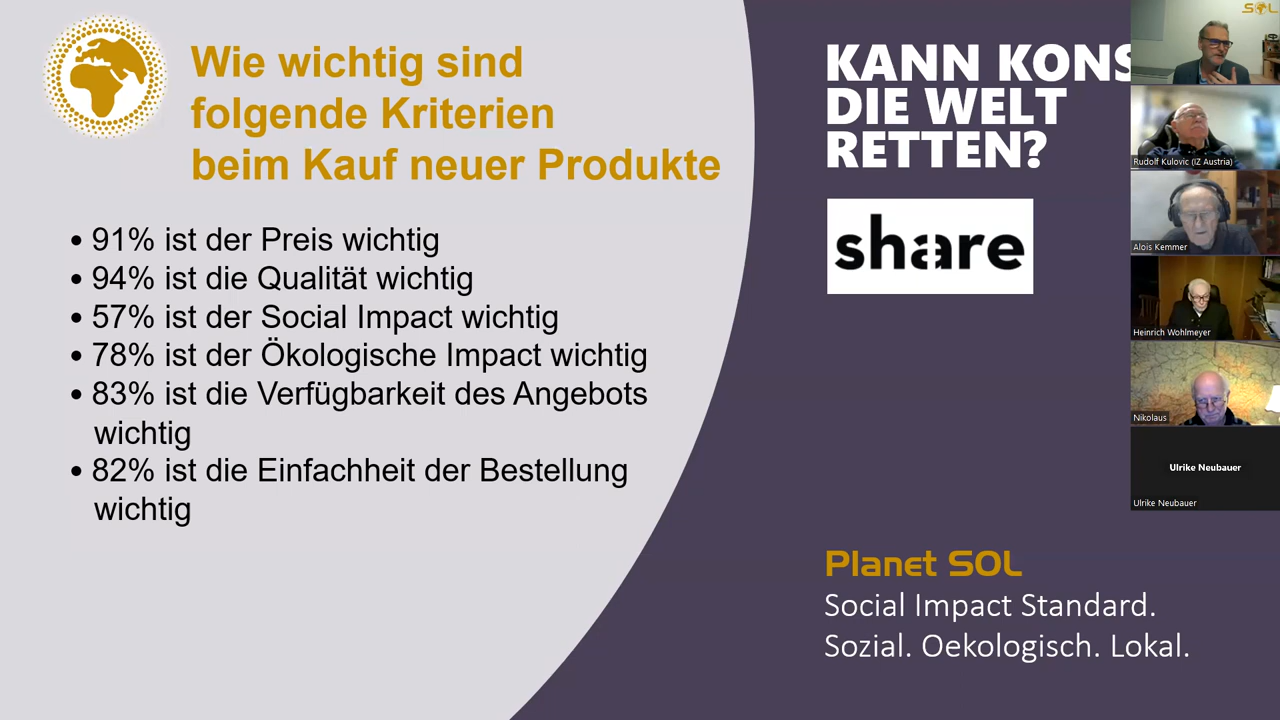 Wie wichtig sind
folgende Kriterien
beim Kauf neuer Produkte
• 91% ist der Preis wichtig
• 94% ist die Qualität wichtig
• 57% ist der Social Impact wichtig
• 78% ist der Ökologische Impact wichtig
• 83% ist die Verfügbarkeit des Angebots
wichtig
• 82% ist die Einfachheit der Bestellung
wichtig
KANN KONS
DIE WELT
RETTEN?
share
Planet SOL
Social Impact Standard.
Sozial. Oekologisch. Lokal.
SOL
Rudolf Kulovic (IZ Austria)
Alois Kemmer
Heinrich Wohlmeyer
Nikolaus
Ulrike Neubauer
Ulrike Neubauer